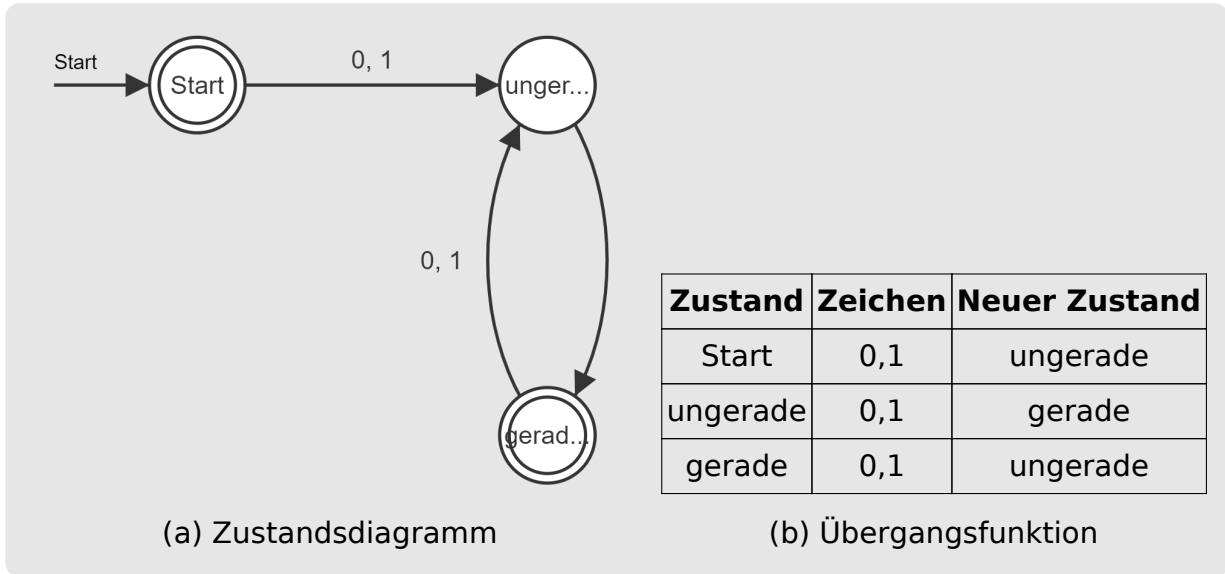 Start
Start
0, 1
unger...
0, 1
gerad...
Zustand Zeichen Neuer Zustand
Start 0,1 ungerade
ungerade 0,1 gerade
gerade 0,1 ungerade
(a) Zustandsdiagramm
(b) Übergangsfunktion